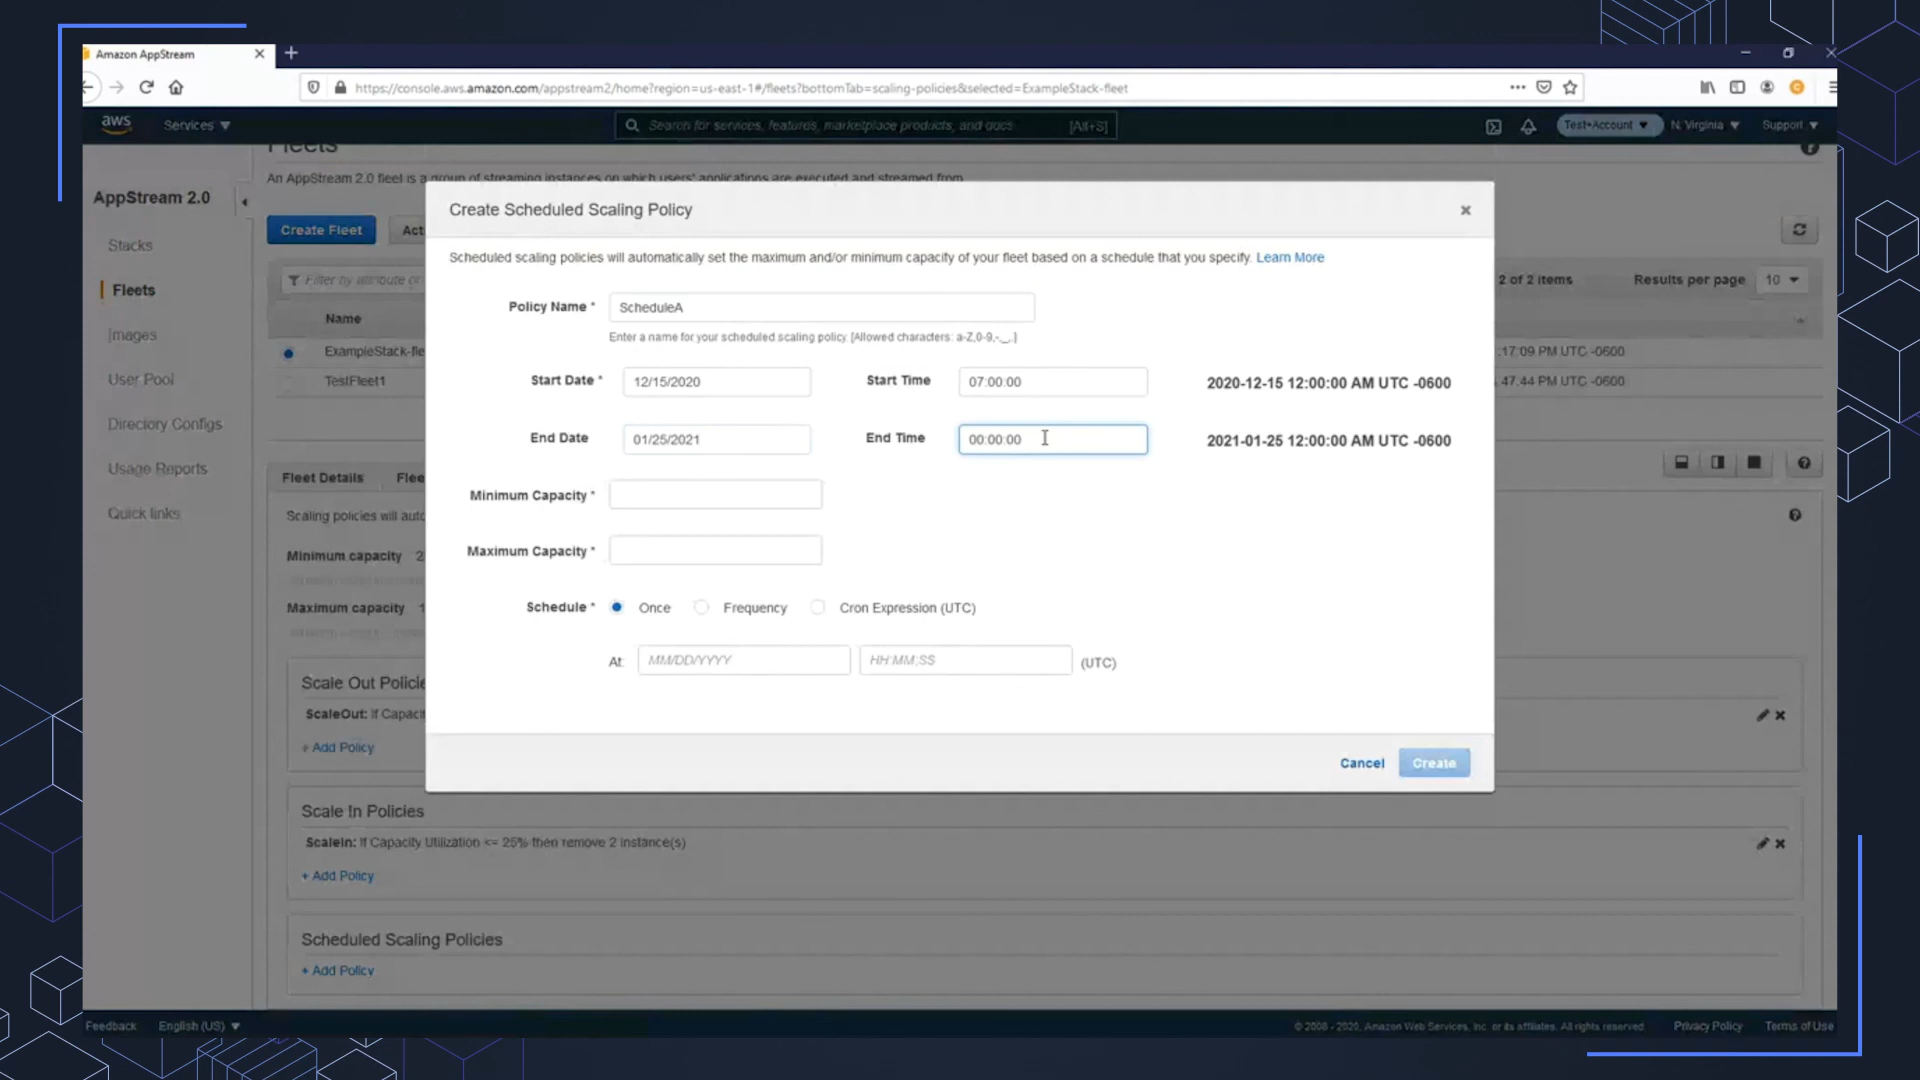 Amazon AppStream
https://console.aws.amazon.com/appstream2/home?region=us-east-1#/fleets?bottomTab=scaling-policies&selected=ExampleStack-fleet
aws
Services
Search for services, features, marketplace products, and docs
[Alt+S]
Test+Account
N. Virginia
Support
Fleets
An AppStream 2.0 fleet is a group of streaming instances on which users' applications are executed and streamed from.
AppStream 2.0
Stacks
Fleets
Images
User Pool
Directory Configs
Usage Reports
Quick links
Create Fleet
Act
Filter by attribute or
2 of 2 items
Results per page
10
Name
ExampleStack-fle
:17:09 PM UTC -0600
TestFleet1
47:44 PM UTC -0600
Fleet Details
Flee
Scaling policies will auto
Minimum capacity 2
Maximum capacity 1
Scale Out Policie
ScaleOut: If Capaci
+ Add Policy
Scale In Policies
ScaleIn: If Capacity Utilization <= 25% then remove 2 instance(s)
+ Add Policy
Scheduled Scaling Policies
+ Add Policy
Create Scheduled Scaling Policy
Scheduled scaling policies will automatically set the maximum and/or minimum capacity of your fleet based on a schedule that you specify. Learn More
Policy Name *
ScheduleA
Enter a name for your scheduled scaling policy. [Allowed characters: a-Z,0-9,-,_,.]
Start Date *
12/15/2020
Start Time
07:00:00
2020-12-15 12:00:00 AM UTC -0600
End Date
01/25/2021
End Time
00:00:00
2021-01-25 12:00:00 AM UTC -0600
Minimum Capacity *
Maximum Capacity *
Schedule *
Once
Frequency
Cron Expression (UTC)
At:
MM/DD/YYYY
HH:MM:SS
(UTC)
Cancel
Create
Feedback
English (US)
© 2008 - 2020, Amazon Web Services, Inc. or its affiliates. All rights reserved.
Privacy Policy
Terms of Use